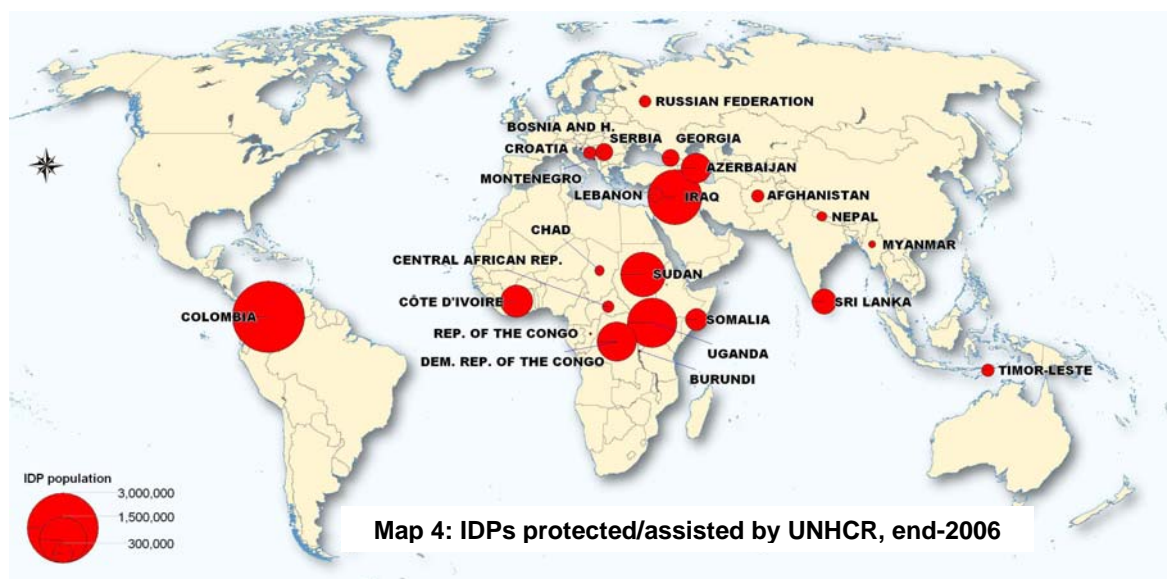 RUSSIAN FEDERATION
BOSNIA AND H.
SERBIA
GEORGIA
CROATIA
AZERBAIJAN
MONTENEGRO
LEBANON
IRAQ
AFGHANISTAN
NEPAL
CHAD
MYANMAR
CENTRAL AFRICAN REP.
SUDAN
CÔTE D'IVOIRE
SRI LANKA
COLOMBIA
SOMALIA
REP. OF THE CONGO
UGANDA
DEM. REP. OF THE CONGO
TIMOR-LESTE
BURUNDI
IDP population
3,000,000
1,500,000
300,000
Map 4: IDPs protected/assisted by UNHCR, end-2006